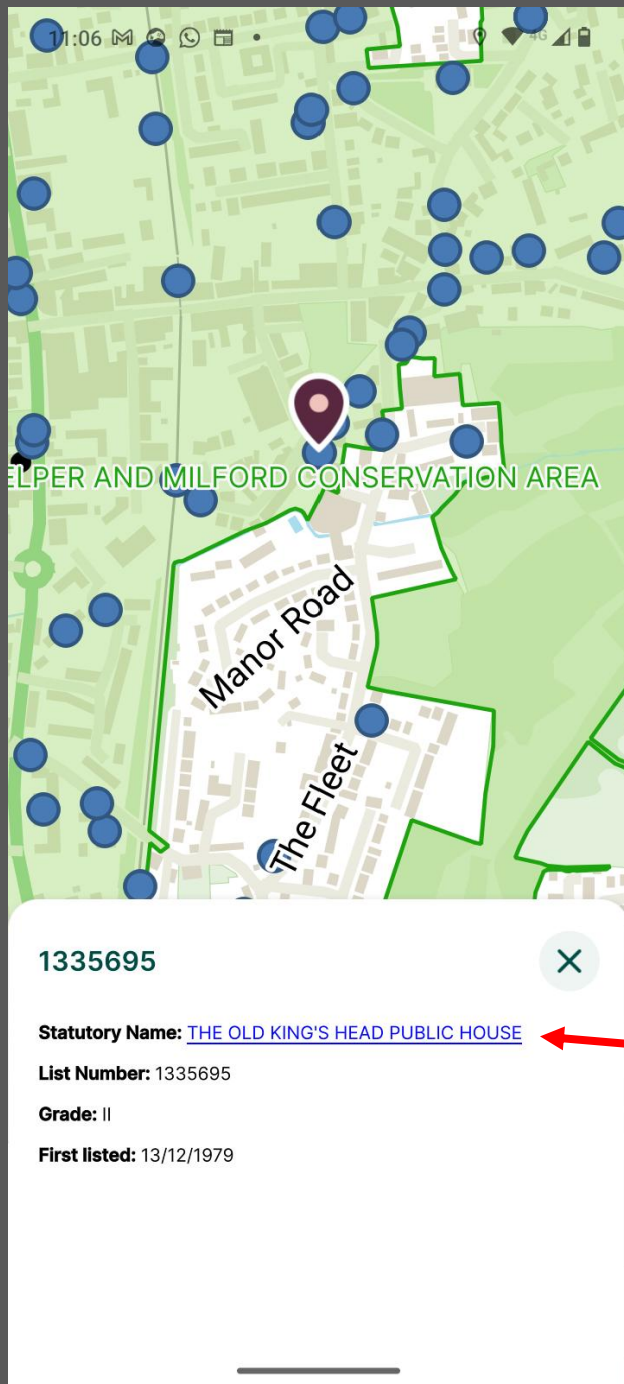 11:06
4G
ELPER AND MILFORD CONSERVATION AREA
Manor Road
The Fleet
1335695
Statutory Name: THE OLD KING'S HEAD PUBLIC HOUSE
List Number: 1335695
Grade: II
First listed: 13/12/1979